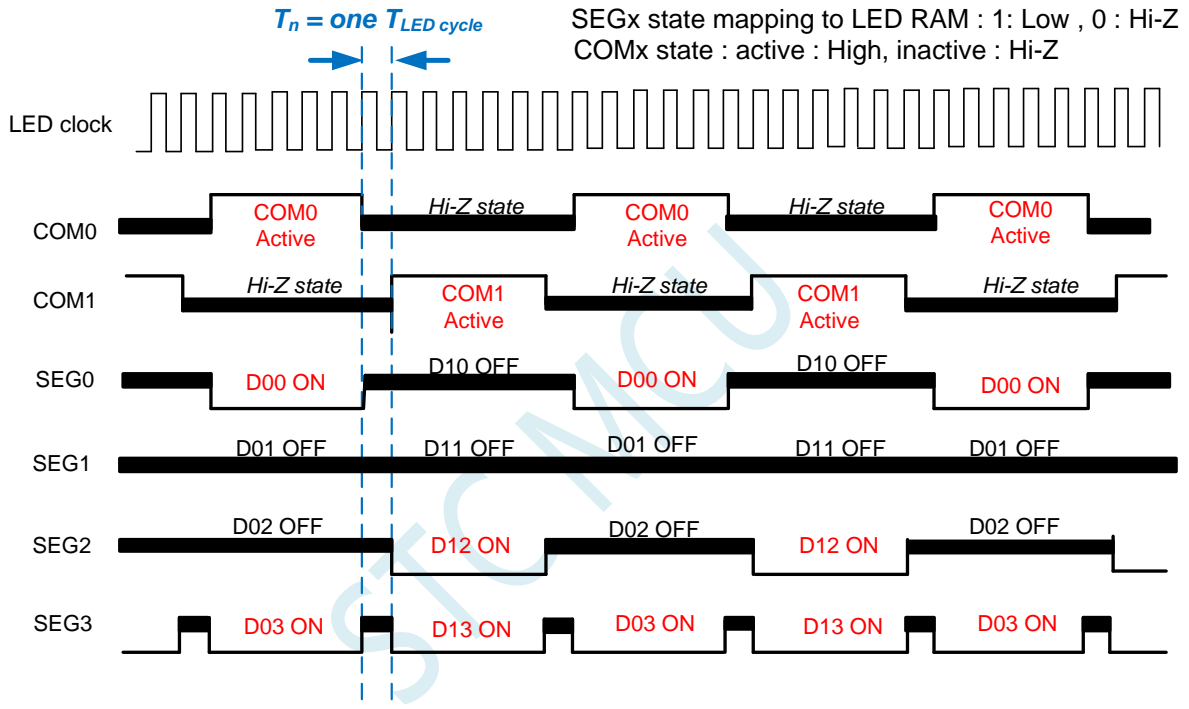 Tn = one TLED cycle
SEGx state mapping to LED RAM : 1: Low , 0 : Hi-Z
COMx state : active : High, inactive : Hi-Z
LED clock
COM0
COM0 Active
Hi-Z state
COM0 Active
Hi-Z state
COM0 Active
COM1
Hi-Z state
COM1 Active
Hi-Z state
COM1 Active
Hi-Z state
SEG0
D00 ON
D10 OFF
D00 ON
D10 OFF
D00 ON
SEG1
D01 OFF
D11 OFF
D01 OFF
D11 OFF
D01 OFF
SEG2
D02 OFF
D12 ON
D02 OFF
D12 ON
D02 OFF
SEG3
D03 ON
D13 ON
D03 ON
D13 ON
D03 ON
STC MCU